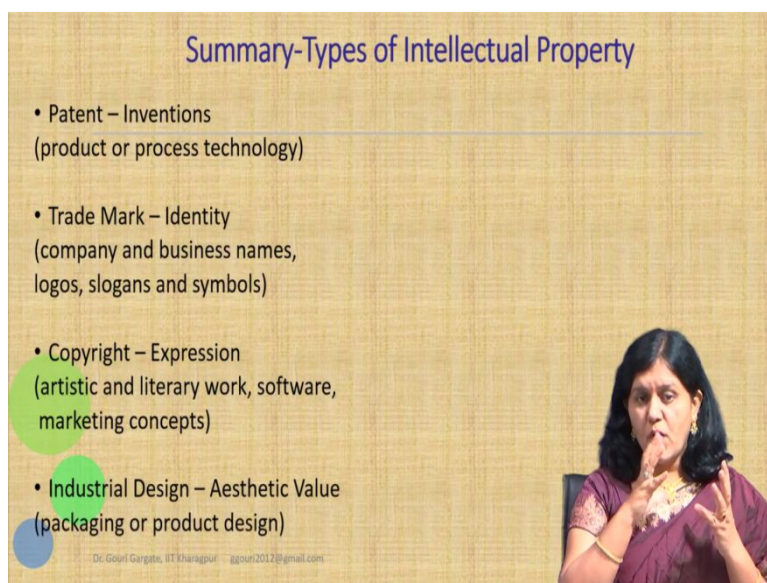 Summary-Types of Intellectual Property
• Patent – Inventions
(product or process technology)
• Trade Mark – Identity
(company and business names,
logos, slogans and symbols)
• Copyright – Expression
(artistic and literary work, software,
marketing concepts)
• Industrial Design – Aesthetic Value
(packaging or product design)
Dr. Gouri Gargate, IIT Kharagpur ggouri2012@gmail.com